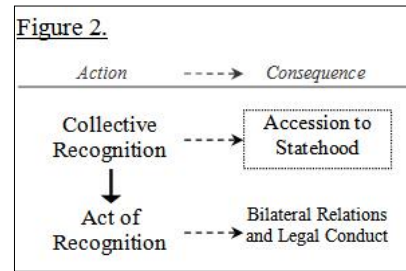 Figure 2.
Action Consequence
Collective
Recognition
Accession to
Statehood
Act of
Recognition
Bilateral Relations
and Legal Conduct